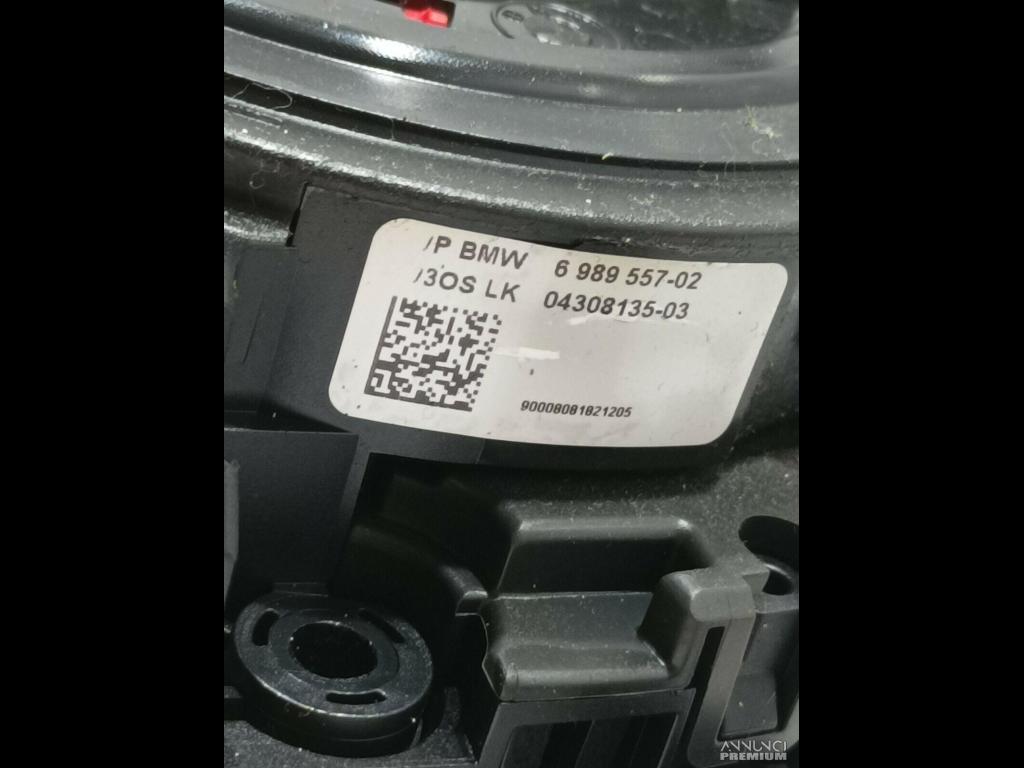 /P BMW 6 989 557-02
/3OS LK 04308135-03
90008081821205
ANNUNCI
PREMIUM